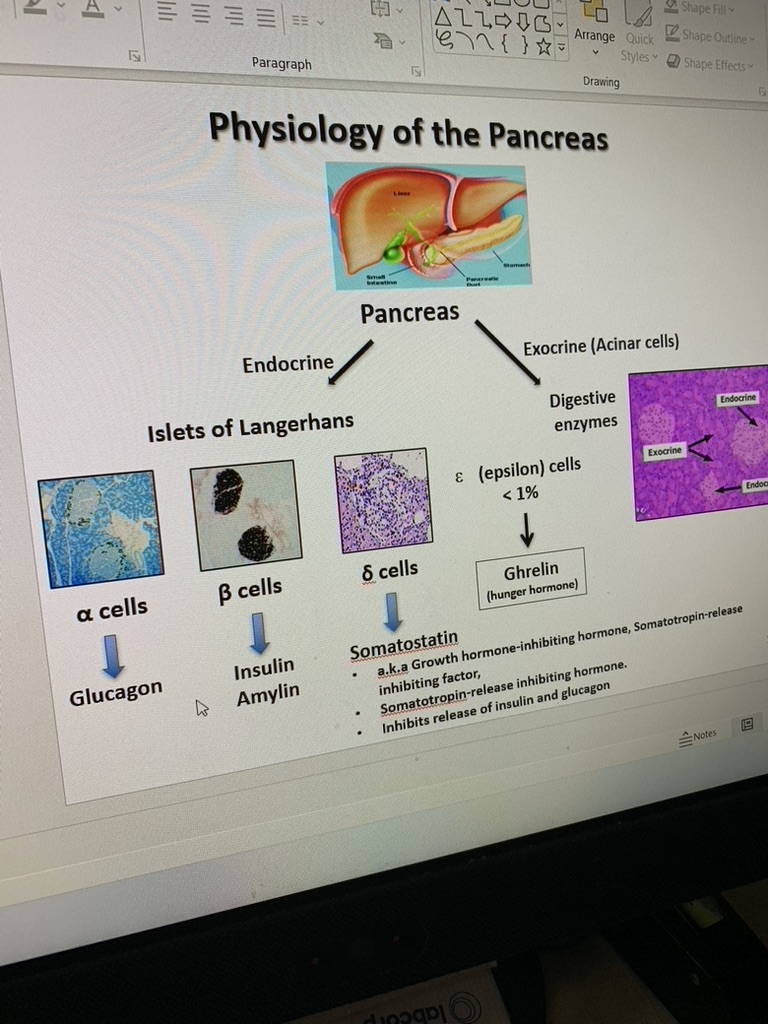 Shape Fill
Arrange
Quick
Styles
Shape Outline
Shape Effects
Paragraph
Drawing
Physiology of the Pancreas
Liver
Small
Intestine
Pancreatic
Duct
Stomach
Pancreas
Endocrine
Exocrine (Acinar cells)
Islets of Langerhans
Digestive
enzymes
Endocrine
Exocrine
Endoc
ε (epsilon) cells
< 1%
Ghrelin
(hunger hormone)
α cells
β cells
δ cells
Glucagon
Insulin
Amylin
Somatostatin
• a.k.a Growth hormone-inhibiting hormone, Somatotropin-release
inhibiting factor,
• Somatotropin-release inhibiting hormone.
• Inhibits release of insulin and glucagon
Notes
labcorp